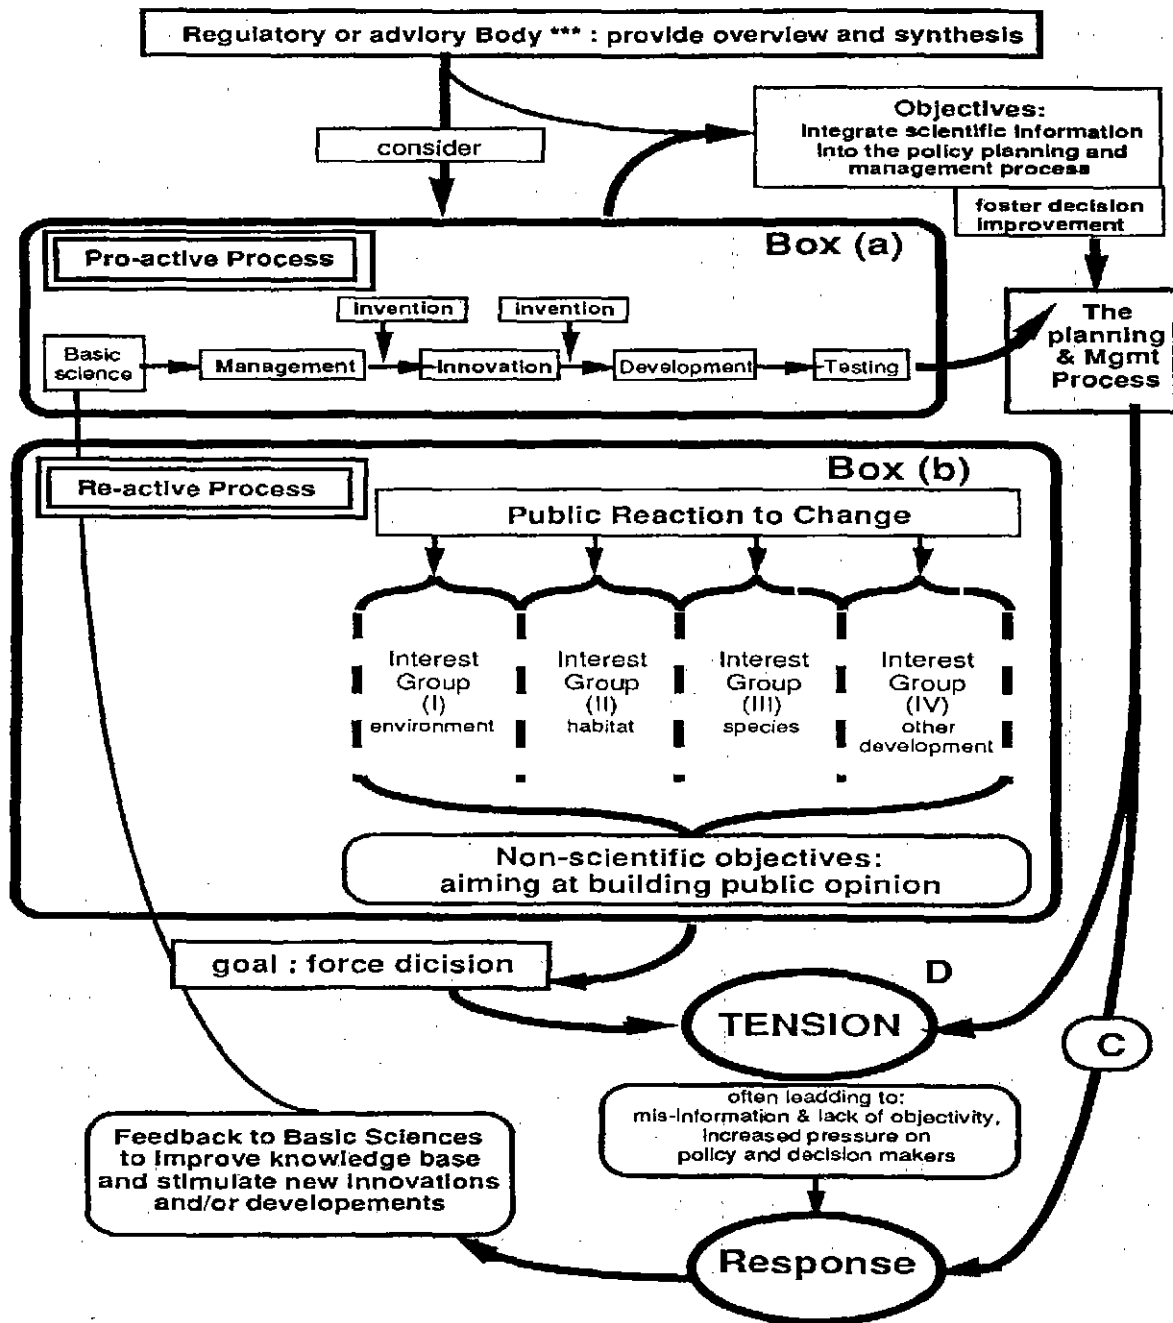 Regulatory or adviory Body *** : provide overview and synthesis
consider
Objectives:
Integrate scientific information
Into the policy planning and
management process
foster decision
improvement
Box (a)
Pro-active Process
invention
invention
Basic
science
Management
Innovation
Development
Testing
The
planning
& Mgmt
Process
Box (b)
Re-active Process
Public Reaction to Change
Interest
Group
(I)
environment
Interest
Group
(II)
habitat
Interest
Group
(III)
species
Interest
Group
(IV)
other
development
Non-scientific objectives:
aiming at building public opinion
goal : force dicision
D
TENSION
C
often leadding to:
mis-information & lack of objectivity,
increased pressure on
policy and decision makers
Feedback to Basic Sciences
to improve knowledge base
and stimulate new innovations
and/or developements
Response